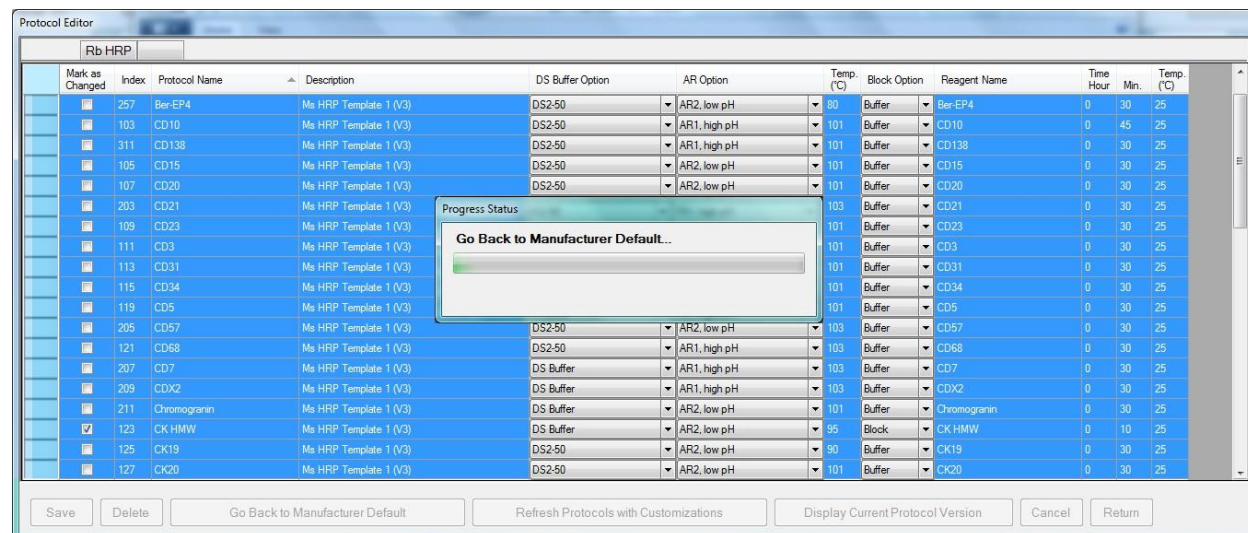 Protocol Editor
Rb HRP
Mark as Changed Index Protocol Name Description DS Buffer Option AR Option Temp. (°C) Block Option Reagent Name Time Hour Min. Temp. (°C)
257 Ber-EP4 Ms HRP Template 1 (V3) DS2-50 AR2, low pH 80 Buffer Ber-EP4 0 30 25
103 CD10 Ms HRP Template 1 (V3) DS2-50 AR1, high pH 101 Buffer CD10 0 45 25
311 CD138 Ms HRP Template 1 (V3) DS2-50 AR1, high pH 101 Buffer CD138 0 30 25
105 CD15 Ms HRP Template 1 (V3) DS2-50 AR2, low pH 101 Buffer CD15 0 30 25
107 CD20 Ms HRP Template 1 (V3) DS2-50 AR2, low pH 101 Buffer CD20 0 30 25
203 CD21 Ms HRP Template 1 (V3) 103 Buffer CD21 0 30 25
109 CD23 Ms HRP Template 1 (V3) 101 Buffer CD23 0 30 25
111 CD3 Ms HRP Template 1 (V3) 101 Buffer CD3 0 30 25
113 CD31 Ms HRP Template 1 (V3) 101 Buffer CD31 0 30 25
115 CD34 Ms HRP Template 1 (V3) 101 Buffer CD34 0 30 25
119 CD5 Ms HRP Template 1 (V3) 101 Buffer CD5 0 30 25
205 CD57 Ms HRP Template 1 (V3) DS2-50 AR2, low pH 103 Buffer CD57 0 30 25
121 CD68 Ms HRP Template 1 (V3) DS2-50 AR1, high pH 103 Buffer CD68 0 30 25
207 CD7 Ms HRP Template 1 (V3) DS Buffer AR1, high pH 103 Buffer CD7 0 30 25
209 CDX2 Ms HRP Template 1 (V3) DS Buffer AR1, high pH 103 Buffer CDX2 0 30 25
211 Chromogranin Ms HRP Template 1 (V3) DS Buffer AR2, low pH 101 Buffer Chromogranin 0 30 25
123 CK HMW Ms HRP Template 1 (V3) DS Buffer AR2, low pH 95 Block CK HMW 0 10 25
125 CK19 Ms HRP Template 1 (V3) DS2-50 AR2, low pH 90 Buffer CK19 0 30 25
127 CK20 Ms HRP Template 1 (V3) DS2-50 AR2, low pH 101 Buffer CK20 0 30 25
Progress Status
Go Back to Manufacturer Default...
Save Delete Go Back to Manufacturer Default Refresh Protocols with Customizations Display Current Protocol Version Cancel Return